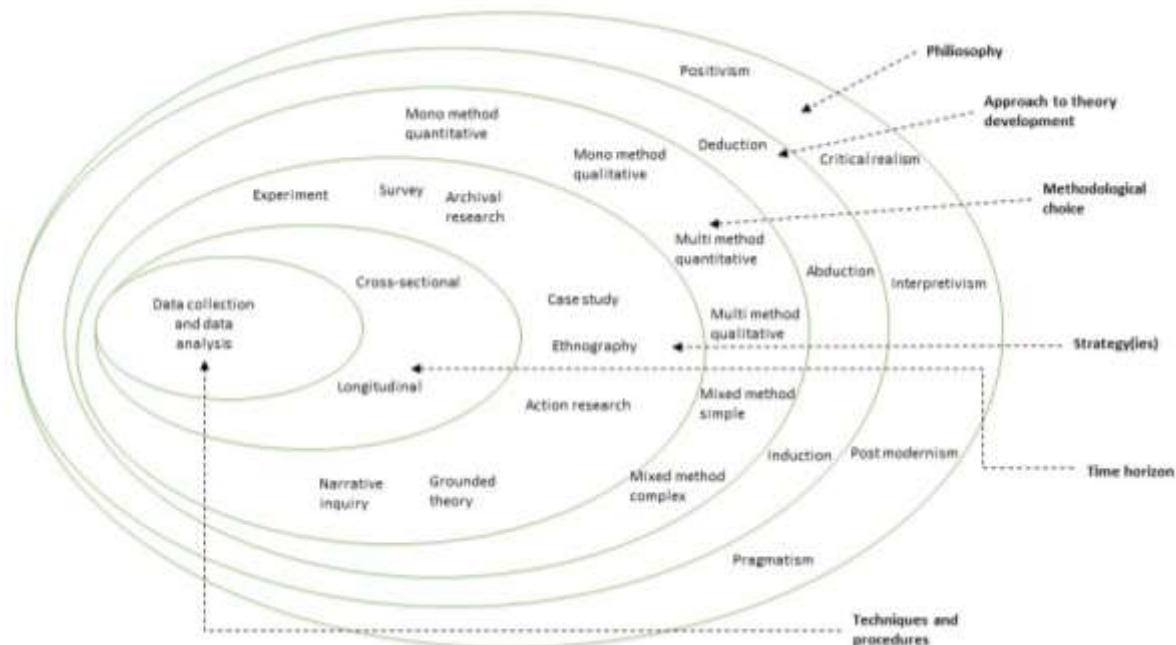 Philiosophy
Positivism
Approach to theory
development
Mono method
quantitative
Deduction
Mono method
qualitative
Critical realism
Experiment
Survey
Archival
research
Methodological
choice
Multi method
quantitative
Cross-sectional
Abduction
Interpretivism
Data collection
and data
analysis
Case study
Multi method
qualitative
Ethnography
Strategy(ies)
Longitudinal
Action research
Mixed method
simple
Induction
Post modernism
Time horizon
Narrative
inquiry
Grounded
theory
Mixed method
complex
Pragmatism
Techniques and
procedures